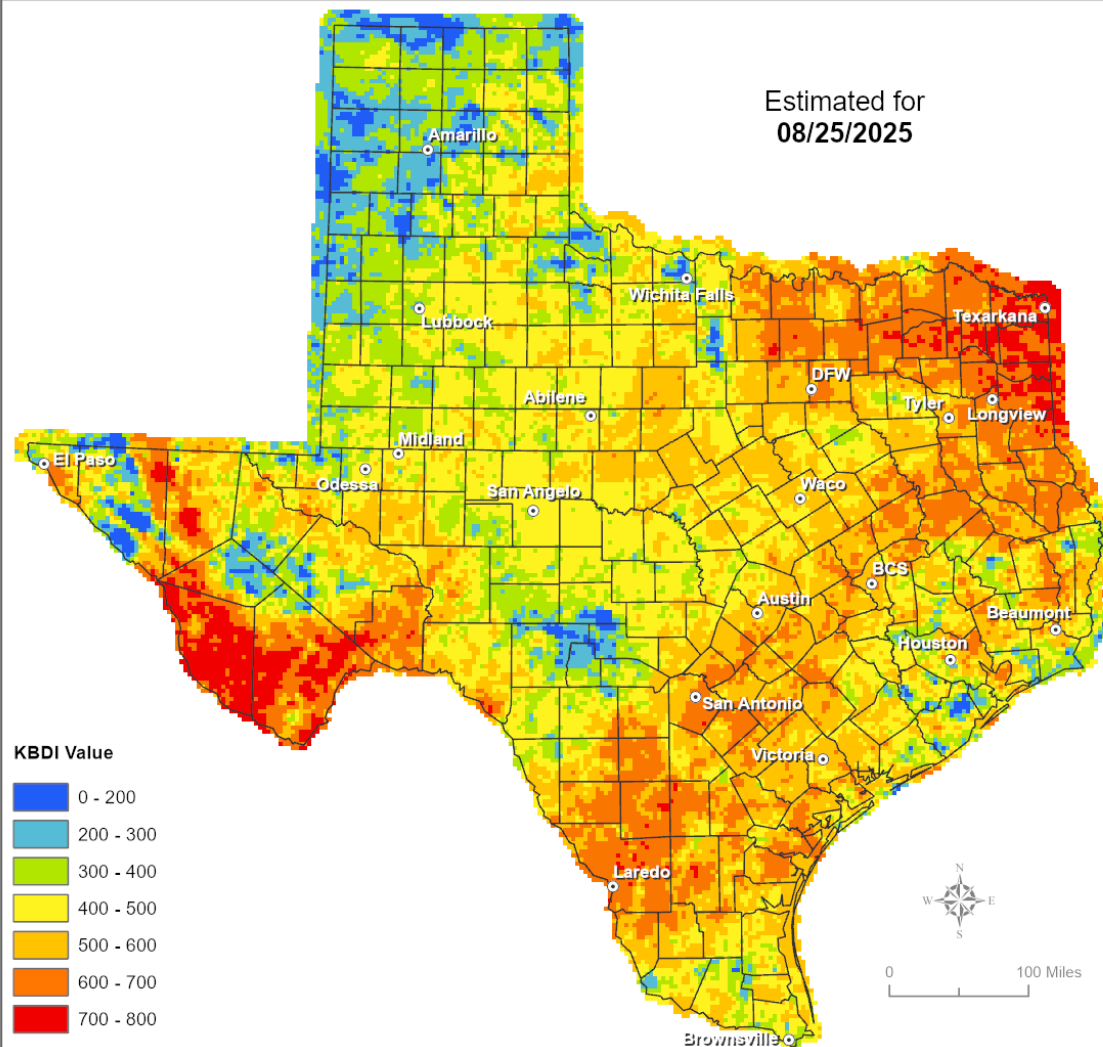 Estimated for
08/25/2025
Amarillo
Wichita Falls
Lubbock
Texarkana
DFW
Abilene
Tyler
Longview
Midland
El Paso
Odessa
San Angelo
Waco
BCS
Austin
Beaumont
Houston
San Antonio
Victoria
Laredo
Brownsville
KBDI Value
0 - 200
200 - 300
300 - 400
400 - 500
500 - 600
600 - 700
700 - 800
N
W E
S
0 100 Miles